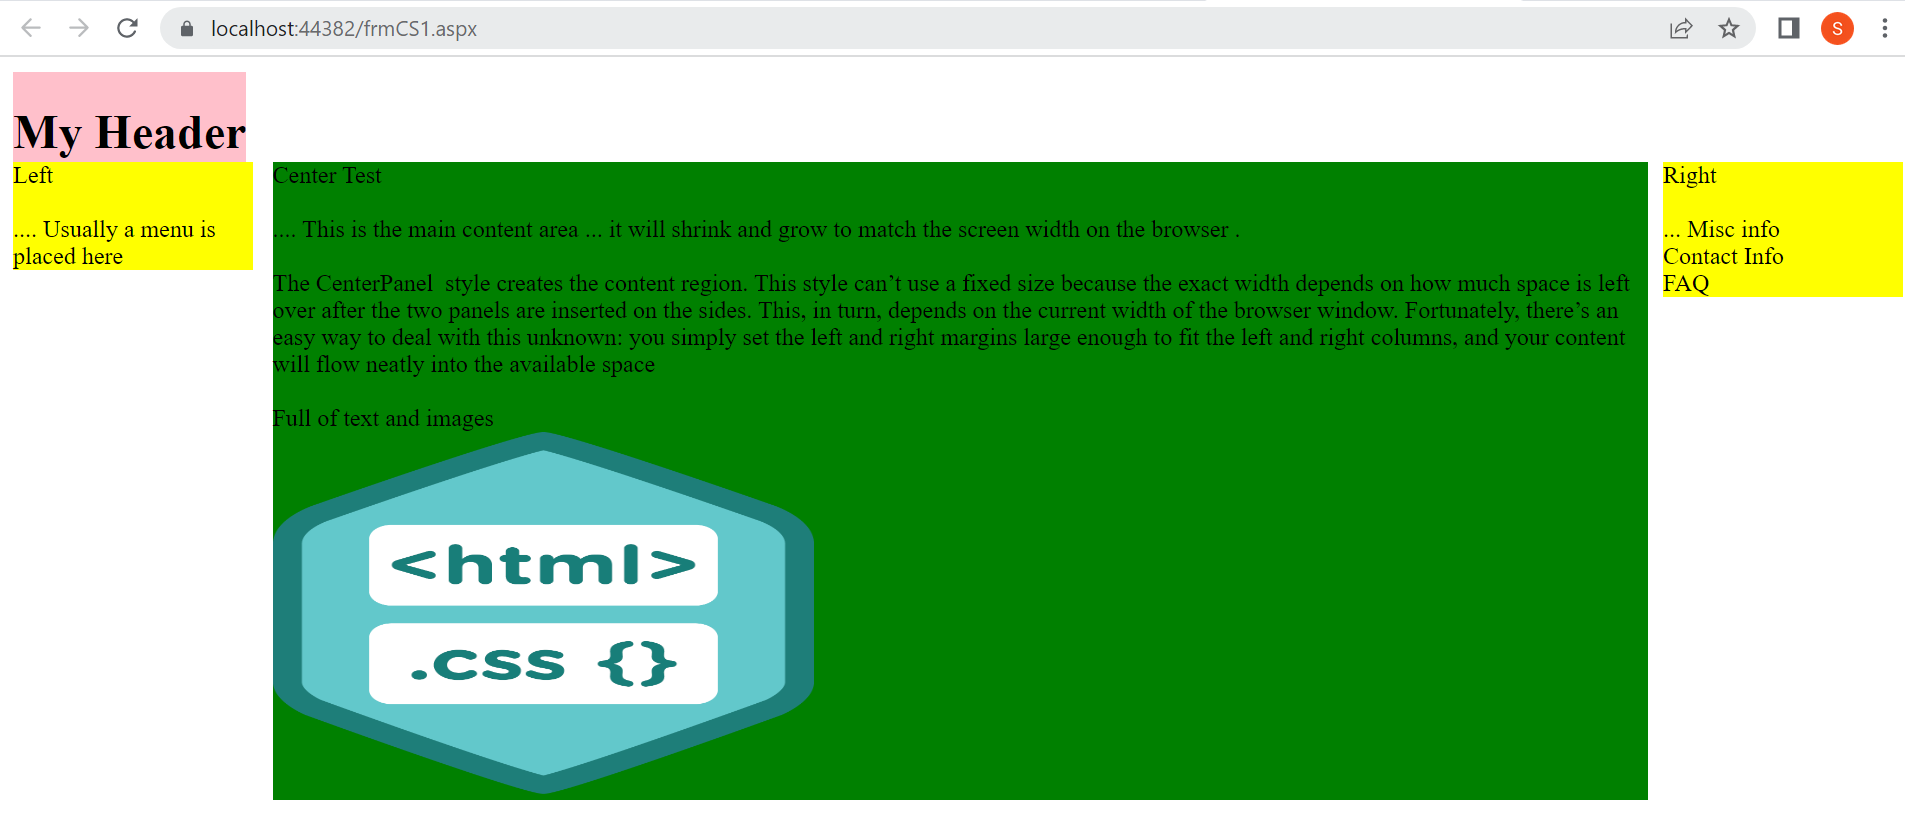 localhost:44382/frmCS1.aspx
S
My Header
Left
.... Usually a menu is
placed here
Center Test
.... This is the main content area ... it will shrink and grow to match the screen width on the browser .
The CenterPanel  style creates the content region. This style can’t use a fixed size because the exact width depends on how much space is left
over after the two panels are inserted on the sides. This, in turn, depends on the current width of the browser window. Fortunately, there’s an
easy way to deal with this unknown: you simply set the left and right margins large enough to fit the left and right columns, and your content
will flow neatly into the available space
Full of text and images
<html>
.css {}
Right
... Misc info
Contact Info
FAQ